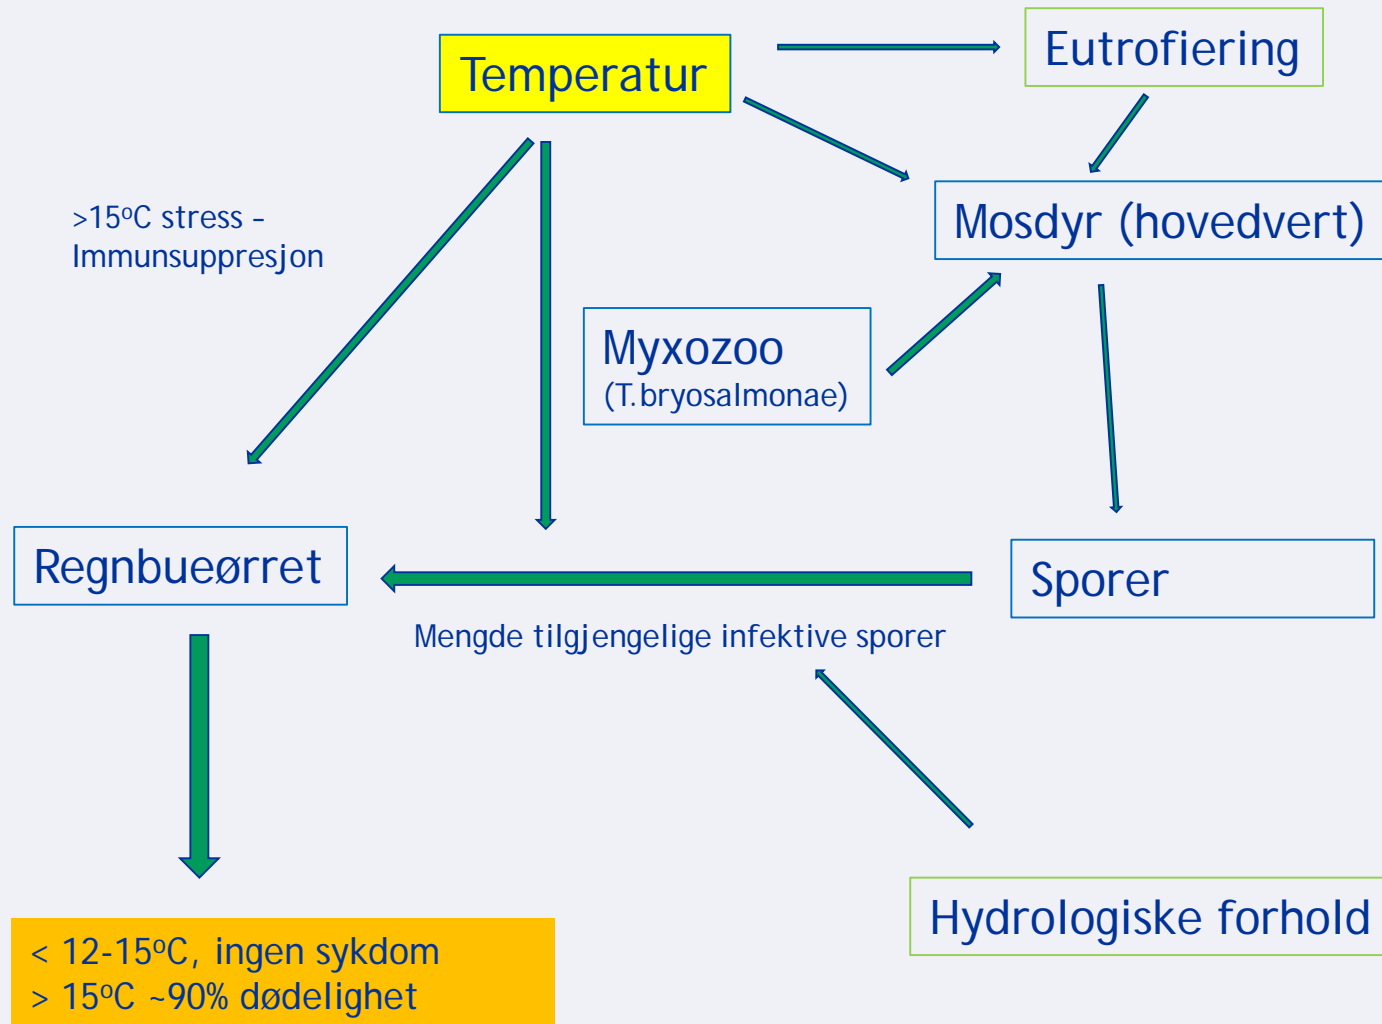 Temperatur
Eutrofiering
>15ºC stress –
Immunsuppresjon
Mosdyr (hovedvert)
Myxozoo
(T.bryosalmonae)
Regnbueørret
Sporer
Mengde tilgjengelige infektive sporer
Hydrologiske forhold
< 12-15ºC, ingen sykdom
> 15ºC ~90% dødelighet